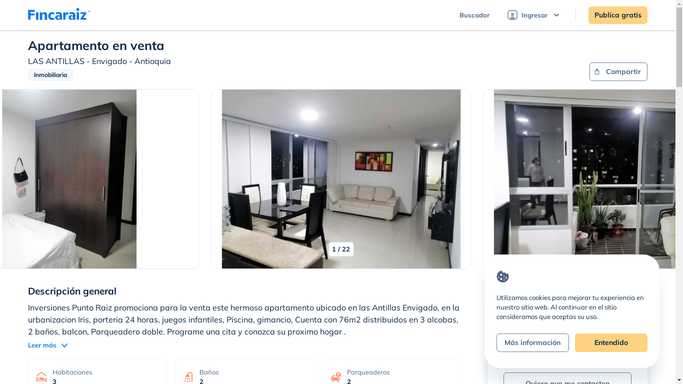 Fincaraiz
Buscador
Ingresar
Publica gratis
Apartamento en venta
LAS ANTILLAS - Envigado - Antioquia
Inmobiliaria
Compartir
1 / 22
Descripción general
Inversiones Punto Raiz promociona para la venta este hermoso apartamento ubicado en las Antillas Envigado, en la
urbanizacion Iris, porteria 24 horas, juegos infantiles, Piscina, gimancio, Cuenta con 76m2 distribuidos en 3 alcobas,
2 baños, balcon, Parqueadero doble. Programe una cita y conozca su proximo hogar .
Leer más
Habitaciones
3
Baños
2
Parqueaderos
2
Utilizamos cookies para mejorar tu experiencia en
nuestro sitio web. Al continuar en el sitio
consideramos que aceptas su uso.
Más información
Entendido
Quiero que me contacten